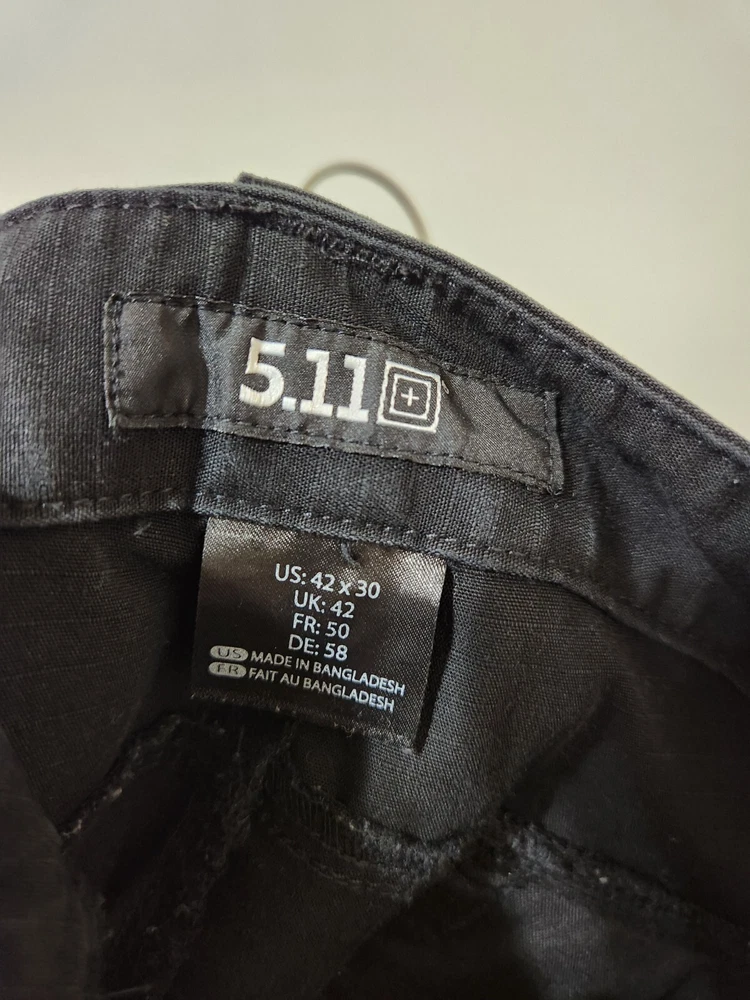 5.11
US: 42 x 30
UK: 42
FR: 50
DE: 58
US MADE IN BANGLADESH
FR FAIT AU BANGLADESH